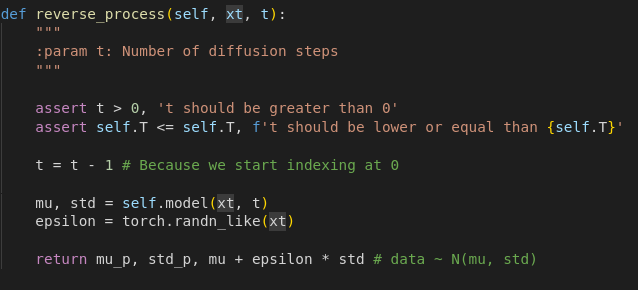 def reverse_process(self, xt, t):
"""
:param t: Number of diffusion steps
"""
assert t > 0, 't should be greater than 0'
assert self.T <= self.T, f't should be lower or equal than {self.T}'
t = t - 1 # Because we start indexing at 0
mu, std = self.model(xt, t)
epsilon = torch.randn_like(xt)
return mu_p, std_p, mu + epsilon * std # data ~ N(mu, std)